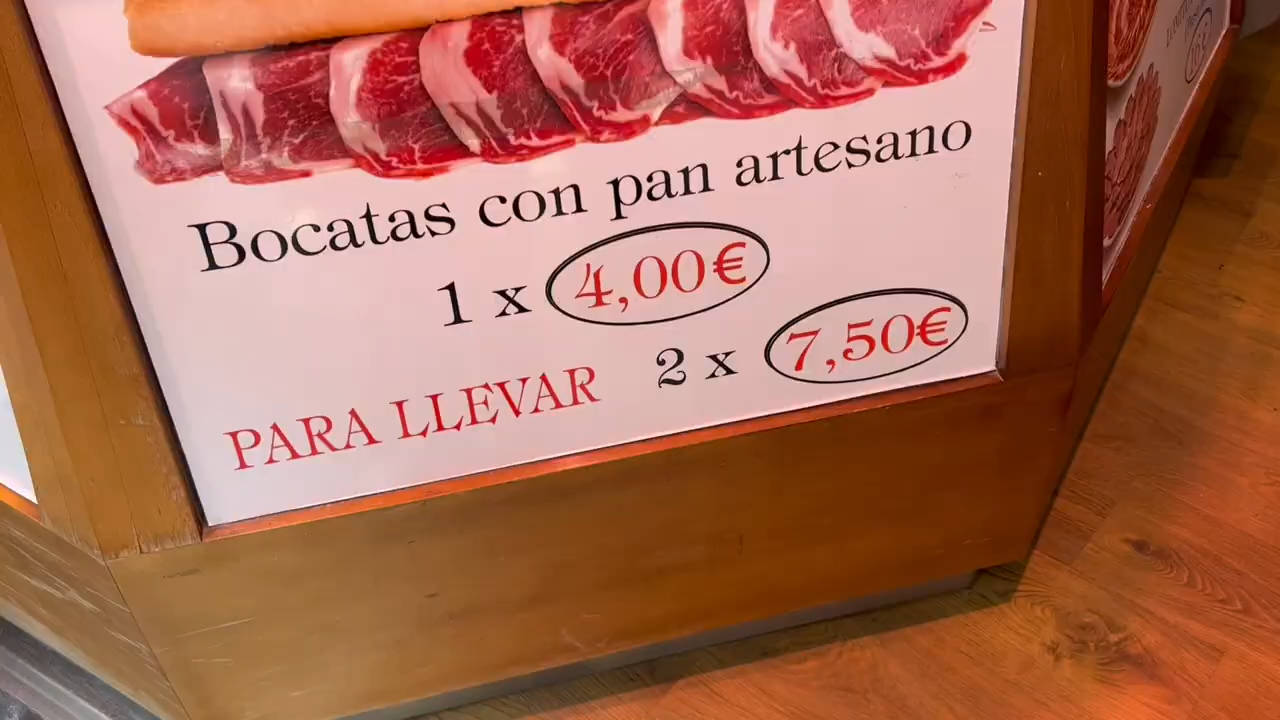 Bocatas con pan artesano
1 x 4,00€
2 x 7,50€
PARA LLEVAR